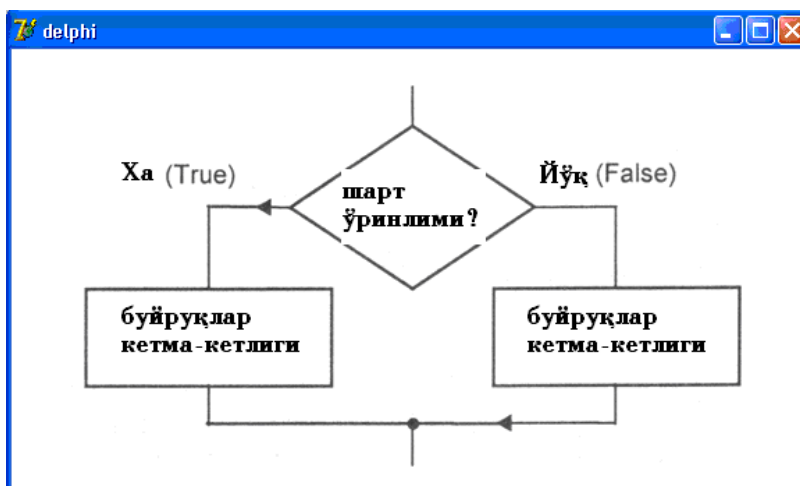 delphi
Ха (True)
Йўқ (False)
шарт
ўринлими?
буйруқлар
кетма-кетлиги
буйруқлар
кетма-кетлиги